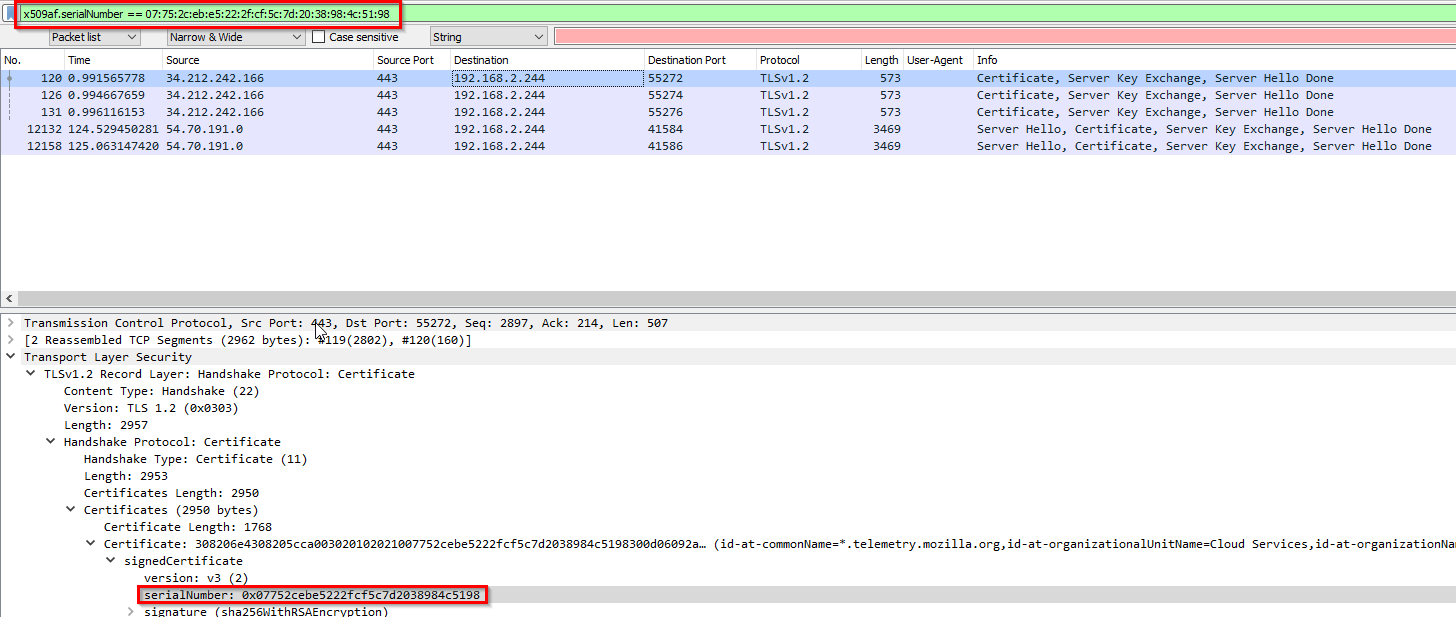 x509af.serialNumber == 07:75:2c:eb:e5:22:2f:cf:5c:7d:20:38:98:4c:51:98
Packet list Narrow & Wide Case sensitive String
No. Time Source Source Port Destination Destination Port Protocol Length User-Agent Info
120 0.991565778 34.212.242.166 443 192.168.2.244 55272 TLSv1.2 573 Certificate, Server Key Exchange, Server Hello Done
126 0.994667659 34.212.242.166 443 192.168.2.244 55274 TLSv1.2 573 Certificate, Server Key Exchange, Server Hello Done
131 0.996116153 34.212.242.166 443 192.168.2.244 55276 TLSv1.2 573 Certificate, Server Key Exchange, Server Hello Done
12132 124.529450281 54.70.191.0 443 192.168.2.244 41584 TLSv1.2 3469 Server Hello, Certificate, Server Key Exchange, Server Hello Done
12158 125.063147420 54.70.191.0 443 192.168.2.244 41586 TLSv1.2 3469 Server Hello, Certificate, Server Key Exchange, Server Hello Done
Transmission Control Protocol, Src Port: 443, Dst Port: 55272, Seq: 2897, Ack: 214, Len: 507
[2 Reassembled TCP Segments (2962 bytes): #119(2802), #120(160)]
Transport Layer Security
TLSv1.2 Record Layer: Handshake Protocol: Certificate
Content Type: Handshake (22)
Version: TLS 1.2 (0x0303)
Length: 2957
Handshake Protocol: Certificate
Handshake Type: Certificate (11)
Length: 2953
Certificates Length: 2950
Certificates (2950 bytes)
Certificate Length: 1768
Certificate: 308206e4308205cca003020102021007752cebe5222fcf5c7d2038984c5198300d06092a… (id-at-commonName=*.telemetry.mozilla.org,id-at-organizationalUnitName=Cloud Services,id-at-organizationNa
signedCertificate
version: v3 (2)
serialNumber: 0x07752cebe5222fcf5c7d2038984c5198
signature (sha256WithRSAEncryption)